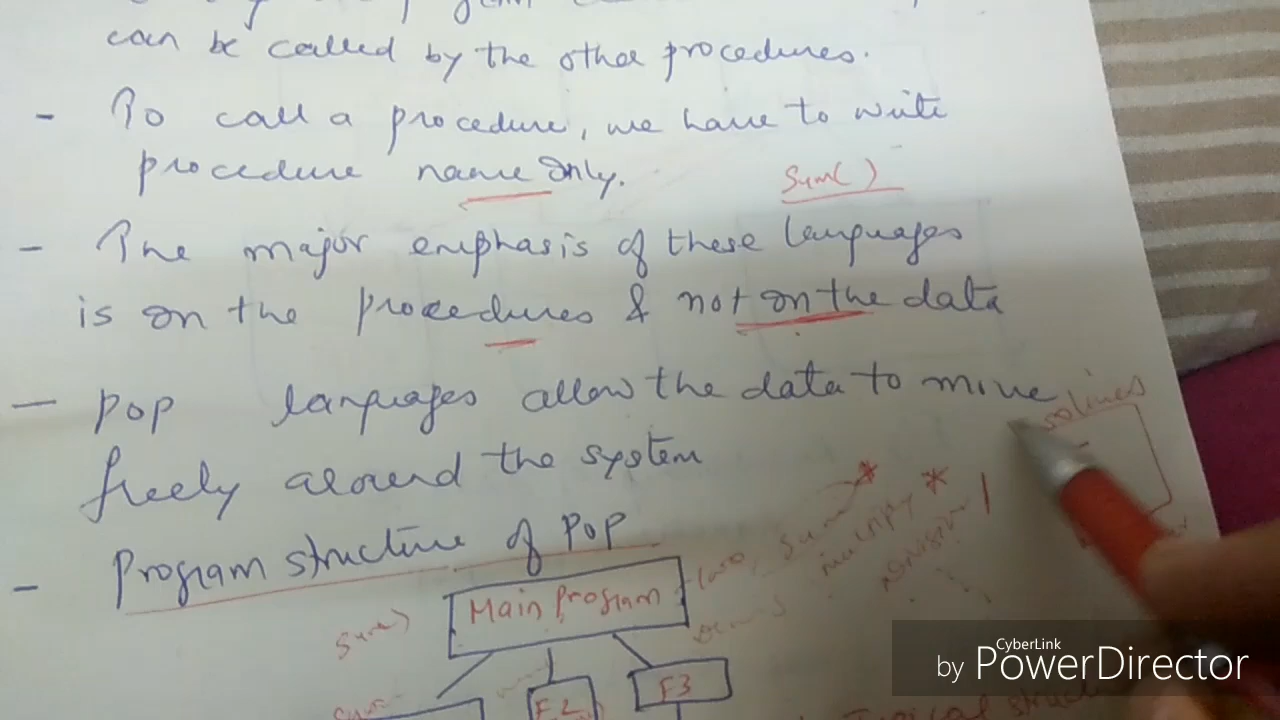 can be called by the other procedures.
- To call a procedure, we have to write
procedure name only.
Sum( )
- The major emphasis of these languages
is on the procedures & not on the data
- POP languages allow the data to move
freely around the system
- Program structure of POP
Main Program
F2
F3
CyberLink
by PowerDirector